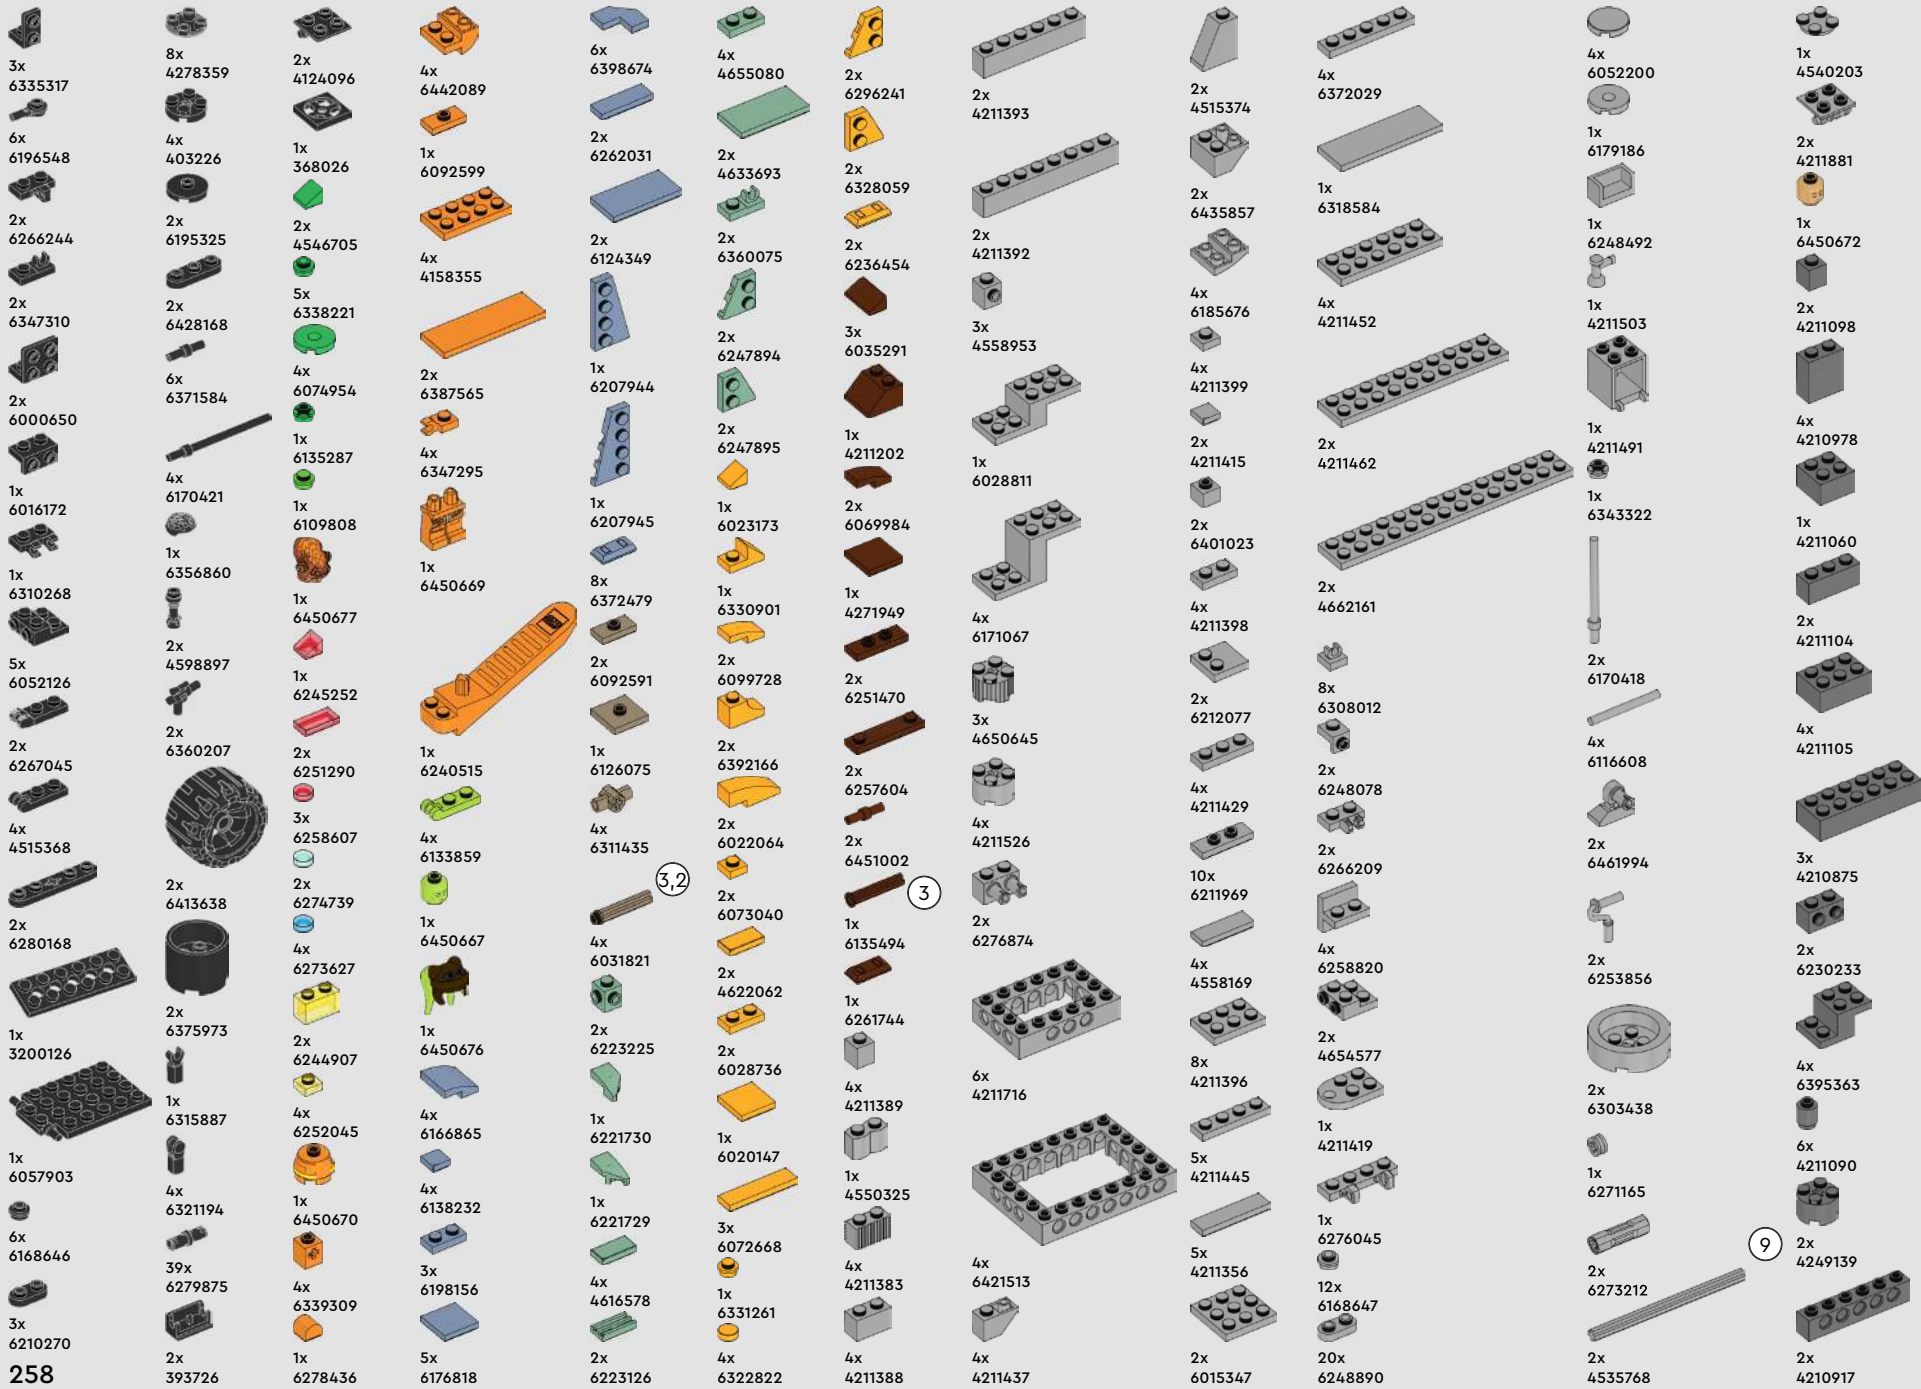 3x
6335317
6x
6196548
2x
6266244
2x
6347310
2x
6000650
1x
6016172
1x
6310268
5x
6052126
2x
6267045
4x
4515368
2x
6280168
1x
3200126
1x
6057903
6x
6168646
3x
6210270
258
8x
4278359
4x
403226
2x
6195325
2x
6428168
6x
6371584
4x
6170421
1x
6356860
2x
4598897
2x
6360207
2x
6413638
2x
6375973
1x
6315887
4x
6321194
39x
6279875
2x
393726
2x
4124096
1x
368026
2x
4546705
5x
6338221
4x
6074954
1x
6135287
1x
6109808
1x
6450677
1x
6245252
2x
6251290
3x
6258607
2x
6274739
4x
6273627
2x
6244907
4x
6252045
1x
6450670
4x
6339309
1x
6278436
4x
6442089
1x
6092599
4x
4158355
2x
6387565
4x
6347295
1x
6450669
1x
6240515
4x
6133859
1x
6450667
1x
6450676
4x
6166865
4x
6138232
3x
6198156
5x
6176818
6x
6398674
2x
6262031
2x
6124349
1x
6207944
1x
6207945
8x
6372479
2x
6092591
1x
6126075
4x
6311435
3,2
4x
6031821
2x
6223225
1x
6221730
1x
6221729
4x
4616578
2x
6223126
4x
4655080
2x
4633693
2x
6360075
2x
6247894
2x
6247895
1x
6023173
1x
6330901
2x
6099728
2x
6392166
2x
6022064
2x
6073040
2x
4622062
2x
6028736
1x
6020147
3x
6072668
1x
6331261
4x
6322822
2x
6296241
2x
6328059
2x
6236454
3x
6035291
1x
4211202
2x
6069984
1x
4271949
2x
6251470
2x
6257604
2x
6451002
3
1x
6135494
1x
6261744
4x
4211389
1x
4550325
4x
4211383
4x
4211388
2x
4211393
2x
4211392
3x
4558953
1x
6028811
4x
6171067
3x
4650645
4x
4211526
2x
6276874
6x
4211716
4x
6421513
4x
4211437
2x
4515374
2x
6435857
4x
6185676
4x
4211399
2x
4211415
2x
6401023
4x
4211398
2x
6212077
4x
4211429
10x
6211969
4x
4558169
8x
4211396
5x
4211445
5x
4211356
2x
6015347
4x
6372029
1x
6318584
4x
4211452
2x
4211462
2x
4662161
8x
6308012
2x
6248078
2x
6266209
4x
6258820
2x
4654577
1x
4211419
1x
6276045
12x
6168647
20x
6248890
4x
6052200
1x
6179186
1x
6248492
1x
4211503
1x
4211491
1x
6343322
2x
6170418
4x
6116608
2x
6461994
2x
6253856
2x
6303438
1x
6271165
2x
6273212
9
2x
4535768
1x
4540203
2x
4211881
1x
6450672
2x
4211098
4x
4210978
1x
4211060
2x
4211104
4x
4211105
3x
4210875
2x
6230233
4x
6395363
6x
4211090
2x
4249139
2x
4210917